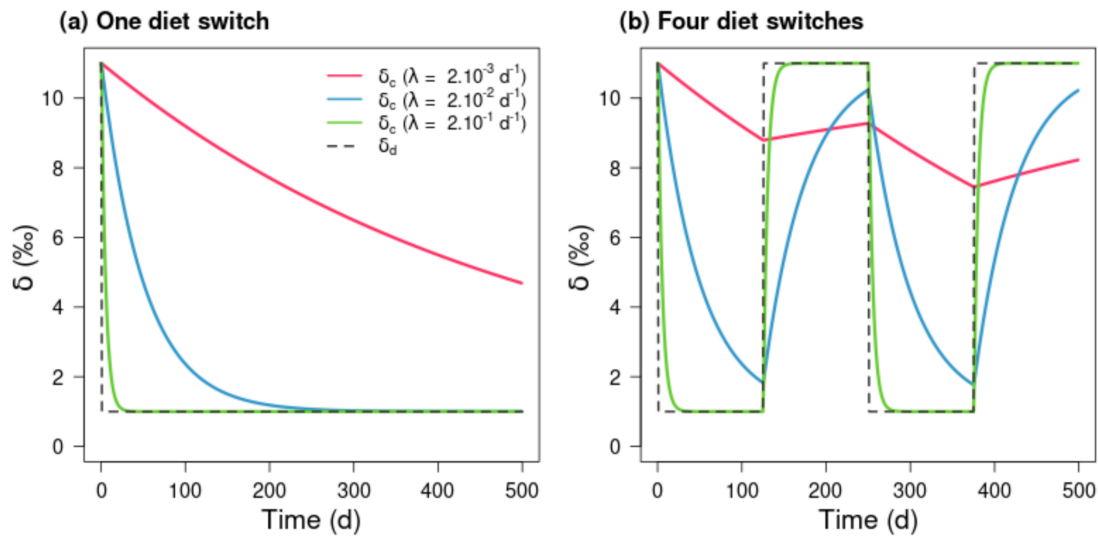 (a) One diet switch
(b) Four diet switches
δc (λ = 2.10⁻³ d⁻¹)
δc (λ = 2.10⁻² d⁻¹)
δc (λ = 2.10⁻¹ d⁻¹)
δd
δ (‰)
10
8
6
4
2
0
0 100 200 300 400 500
Time (d)
δ (‰)
10
8
6
4
2
0
0 100 200 300 400 500
Time (d)